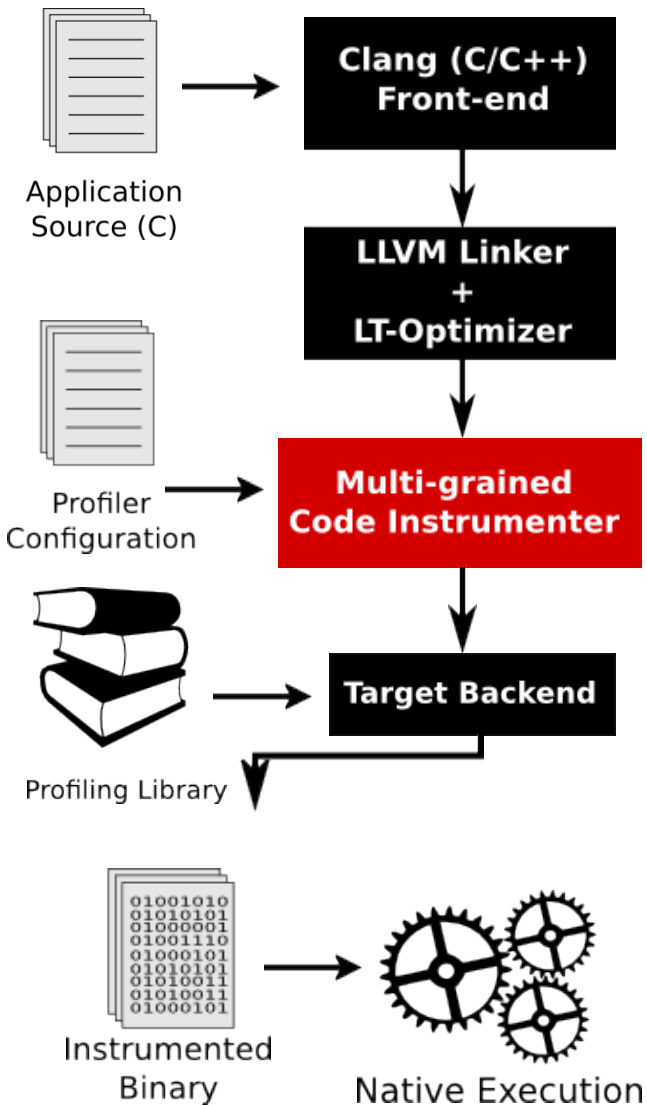 Clang (C/C++)
Front-end
Application
Source (C)
LLVM Linker
+
LT-Optimizer
Profiler
Configuration
Multi-grained
Code Instrumenter
Target Backend
Profiling Library
01001010
01010101
01000001
01001110
01000101
01010101
01010011
01010011
01000101
Instrumented
Binary
Native Execution